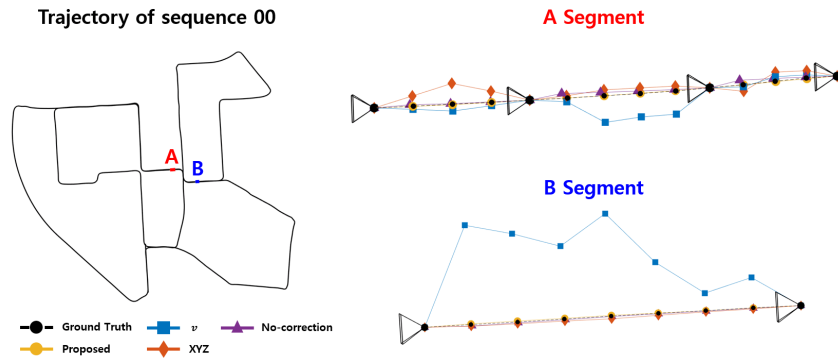 Trajectory of sequence 00
A Segment
A
B
B Segment
Ground Truth
v
No-correction
Proposed
XYZ